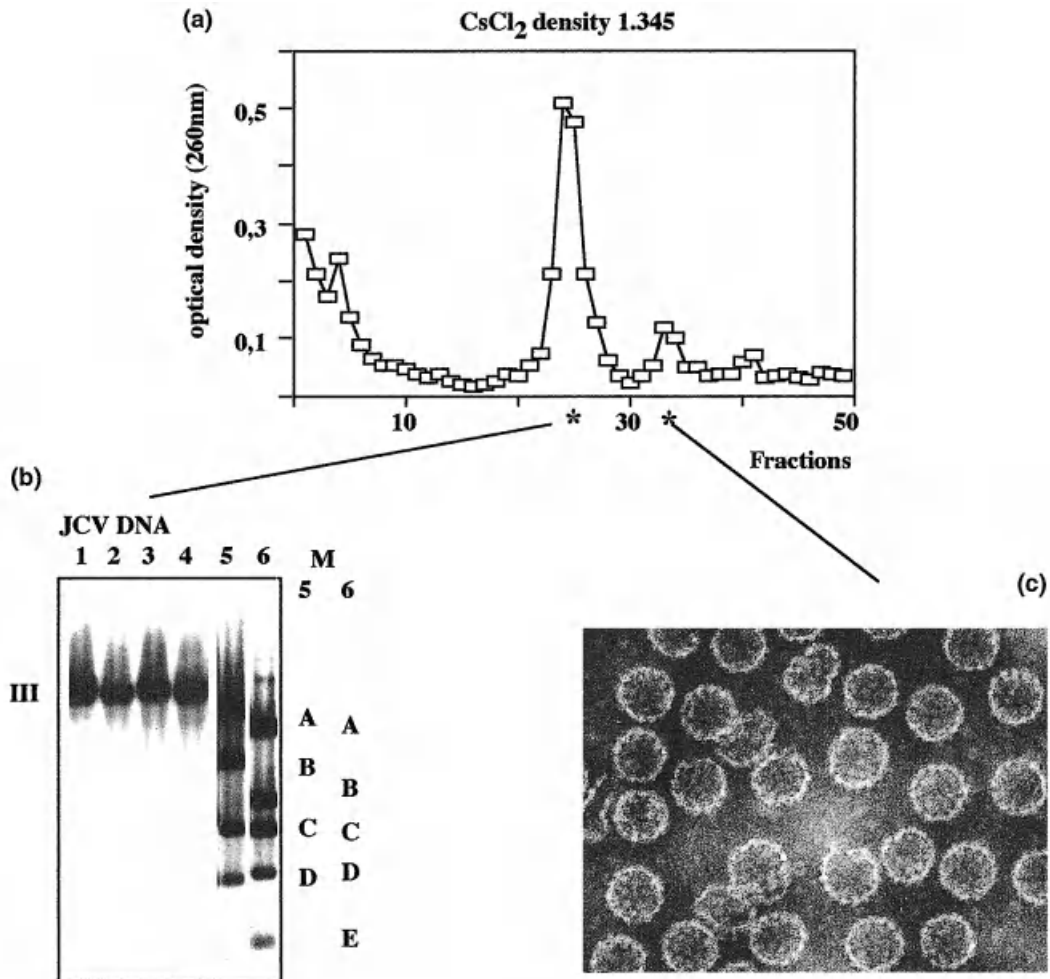 (a)
CsCl2 density 1.345
optical density (260nm)
0,5
0,3
0,1
10 * 30 * 50
Fractions
(b)
JCV DNA
1 2 3 4 5 6 M
5 6
III
A A
B B
C C
D D
E
(c)